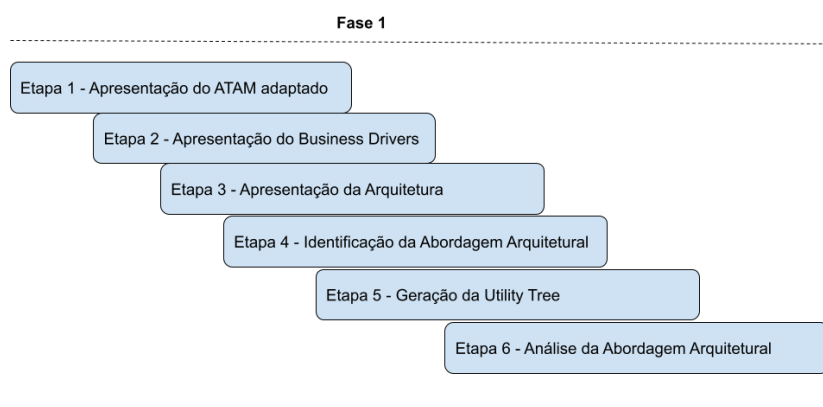 Fase 1
Etapa 1 - Apresentação do ATAM adaptado
Etapa 2 - Apresentação do Business Drivers
Etapa 3 - Apresentação da Arquitetura
Etapa 4 - Identificação da Abordagem Arquitetural
Etapa 5 - Geração da Utility Tree
Etapa 6 - Análise da Abordagem Arquitetural